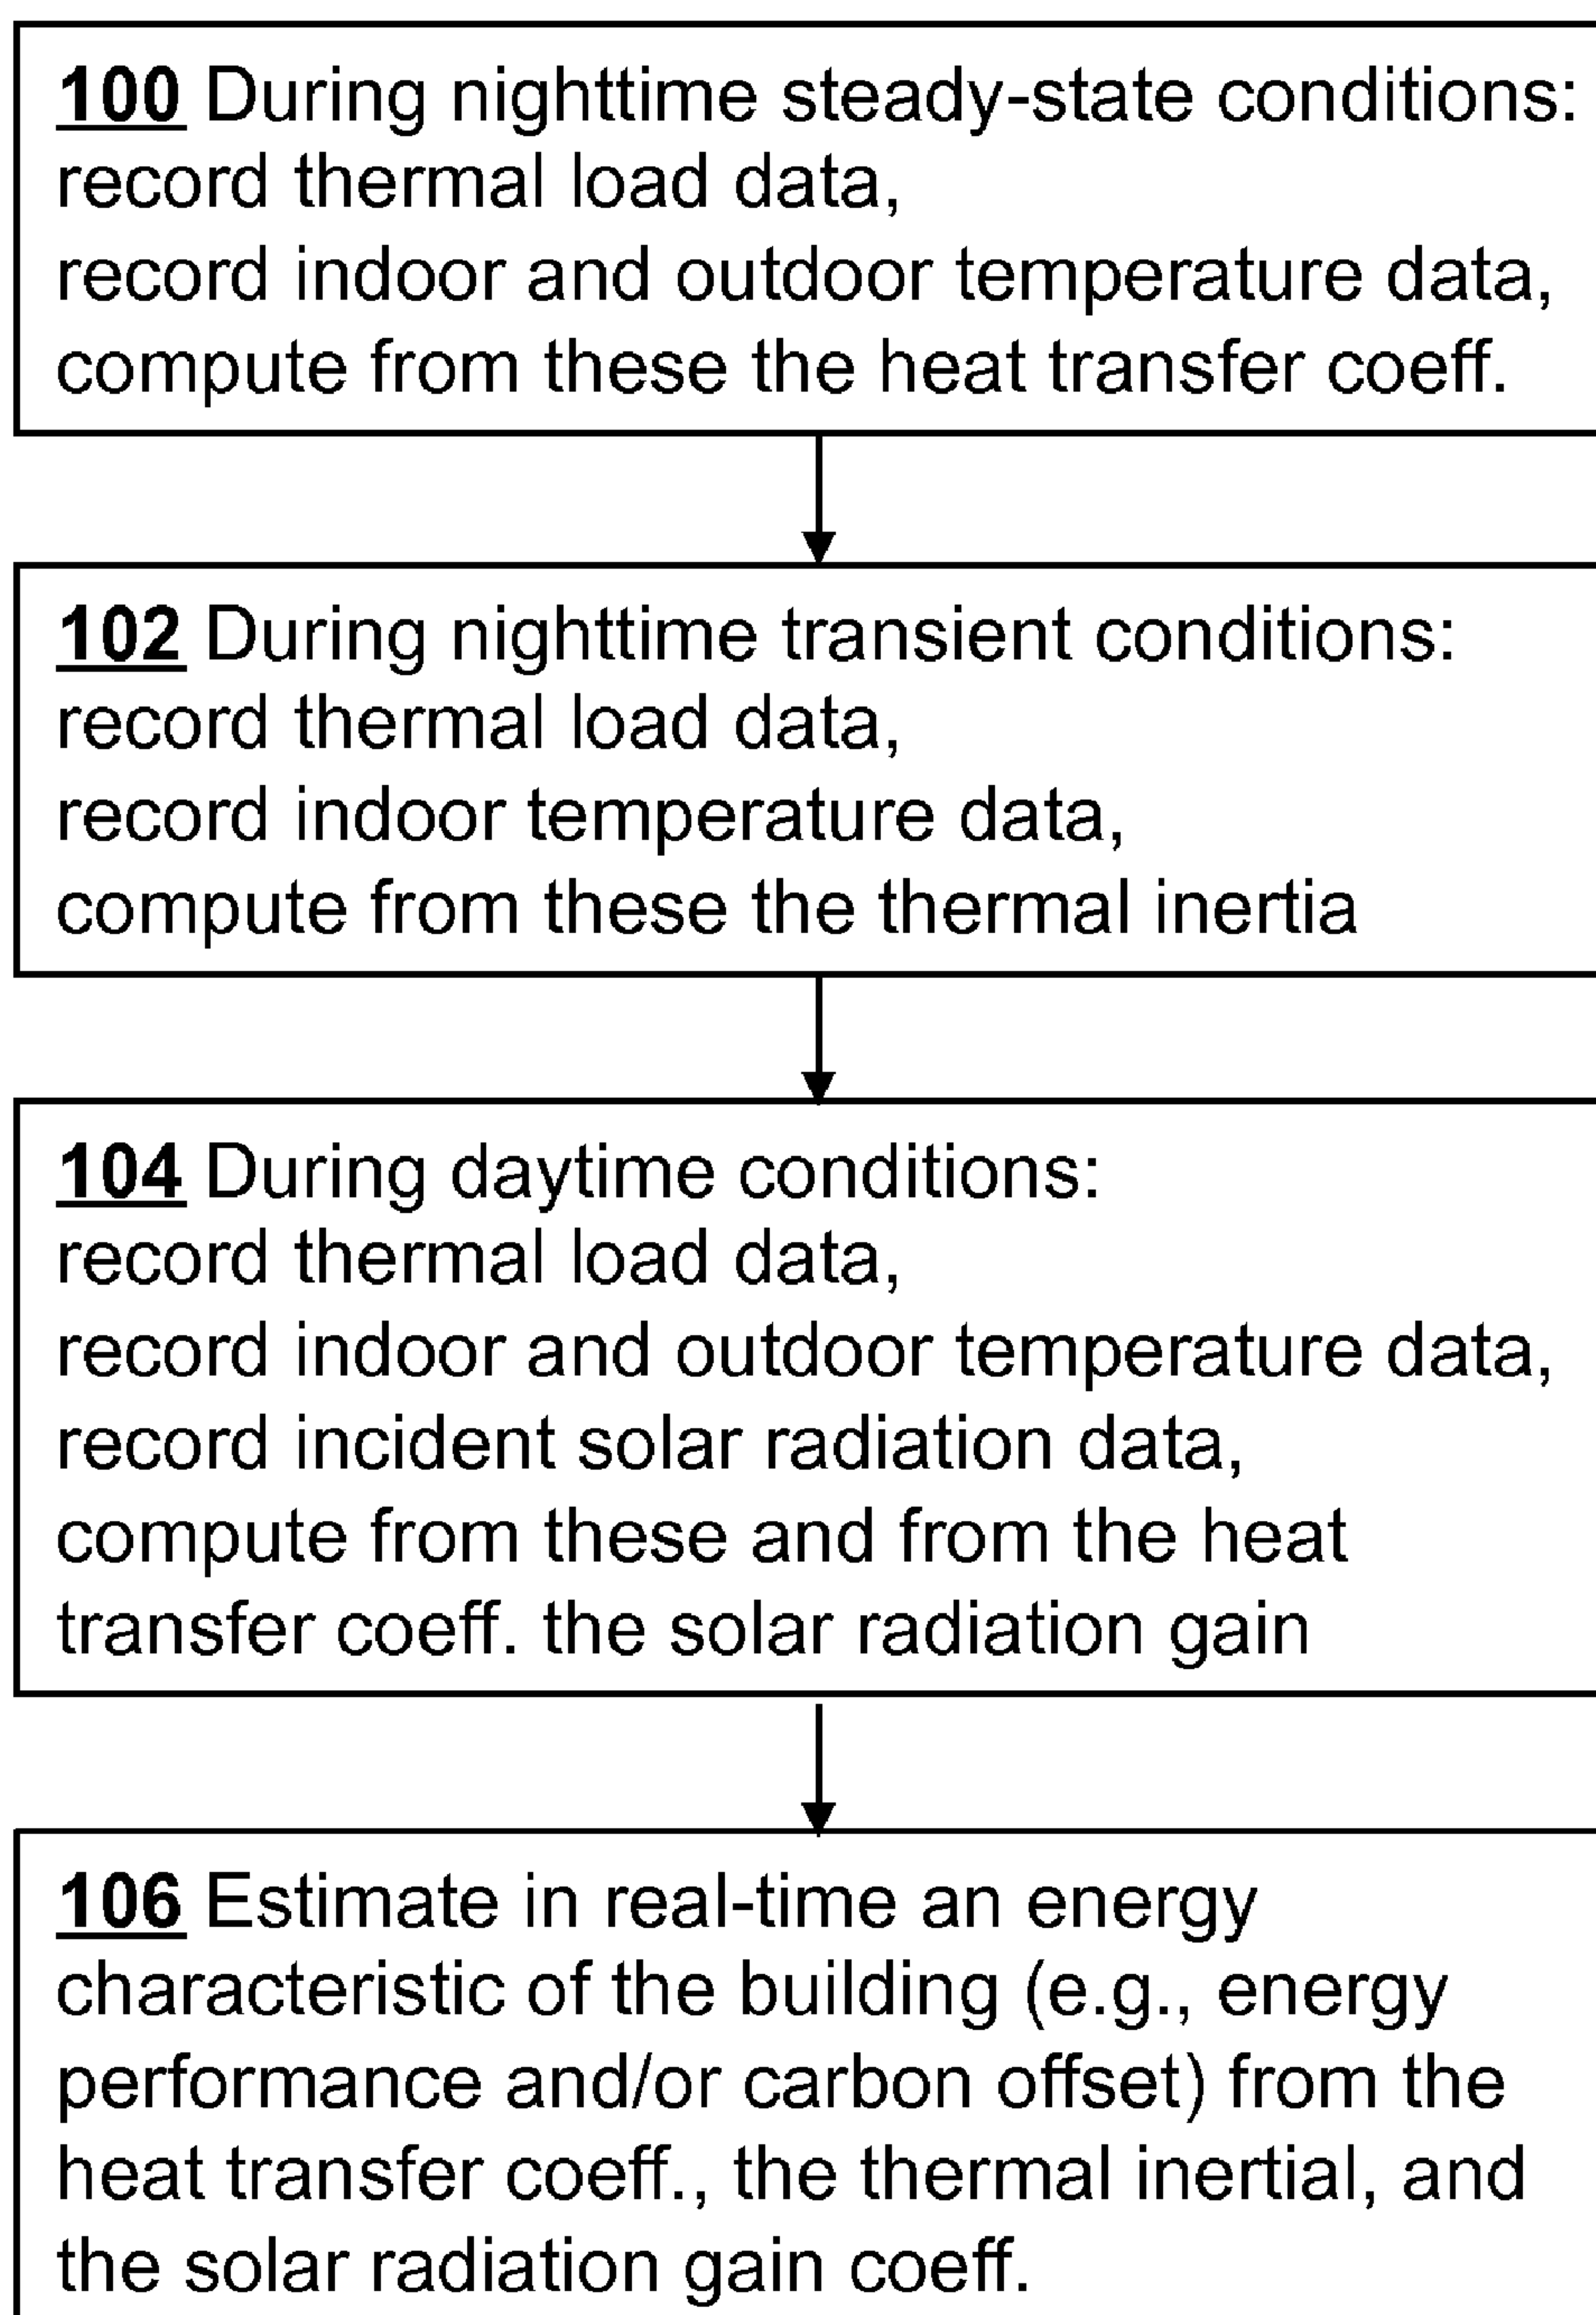 100 During nighttime steady-state conditions:
record thermal load data,
record indoor and outdoor temperature data,
compute from these the heat transfer coeff.
102 During nighttime transient conditions:
record thermal load data,
record indoor temperature data,
compute from these the thermal inertia
104 During daytime conditions:
record thermal load data,
record indoor and outdoor temperature data,
record incident solar radiation data,
compute from these and from the heat
transfer coeff. the solar radiation gain
106 Estimate in real-time an energy
characteristic of the building (e.g., energy
performance and/or carbon offset) from the
heat transfer coeff., the thermal inertial, and
the solar radiation gain coeff.